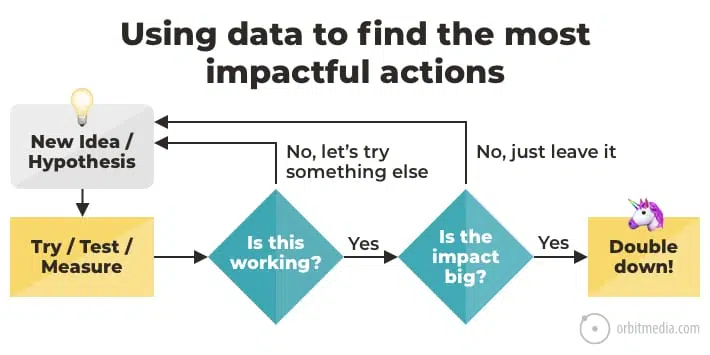 Using data to find the most
impactful actions
New Idea /
Hypothesis
No, let's try
something else
No, just leave it
Try / Test /
Measure
Is this
working?
Yes
Is the
impact
big?
Yes
Double
down!
orbitmedia.com